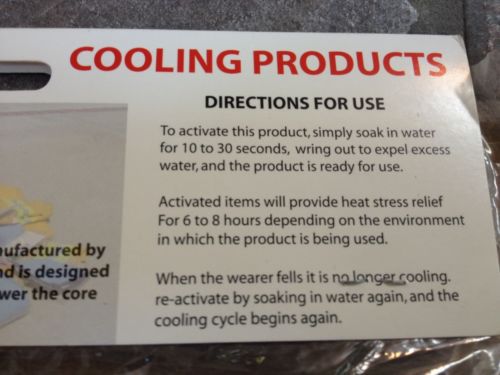 COOLING PRODUCTS
DIRECTIONS FOR USE
To activate this product, simply soak in water
for 10 to 30 seconds, wring out to expel excess
water, and the product is ready for use.
Activated items will provide heat stress relief
For 6 to 8 hours depending on the environment
in which the product is being used.
When the wearer fells it is no longer cooling.
re-activate by soaking in water again, and the
cooling cycle begins again.
nufactured by
nd is designed
wer the core